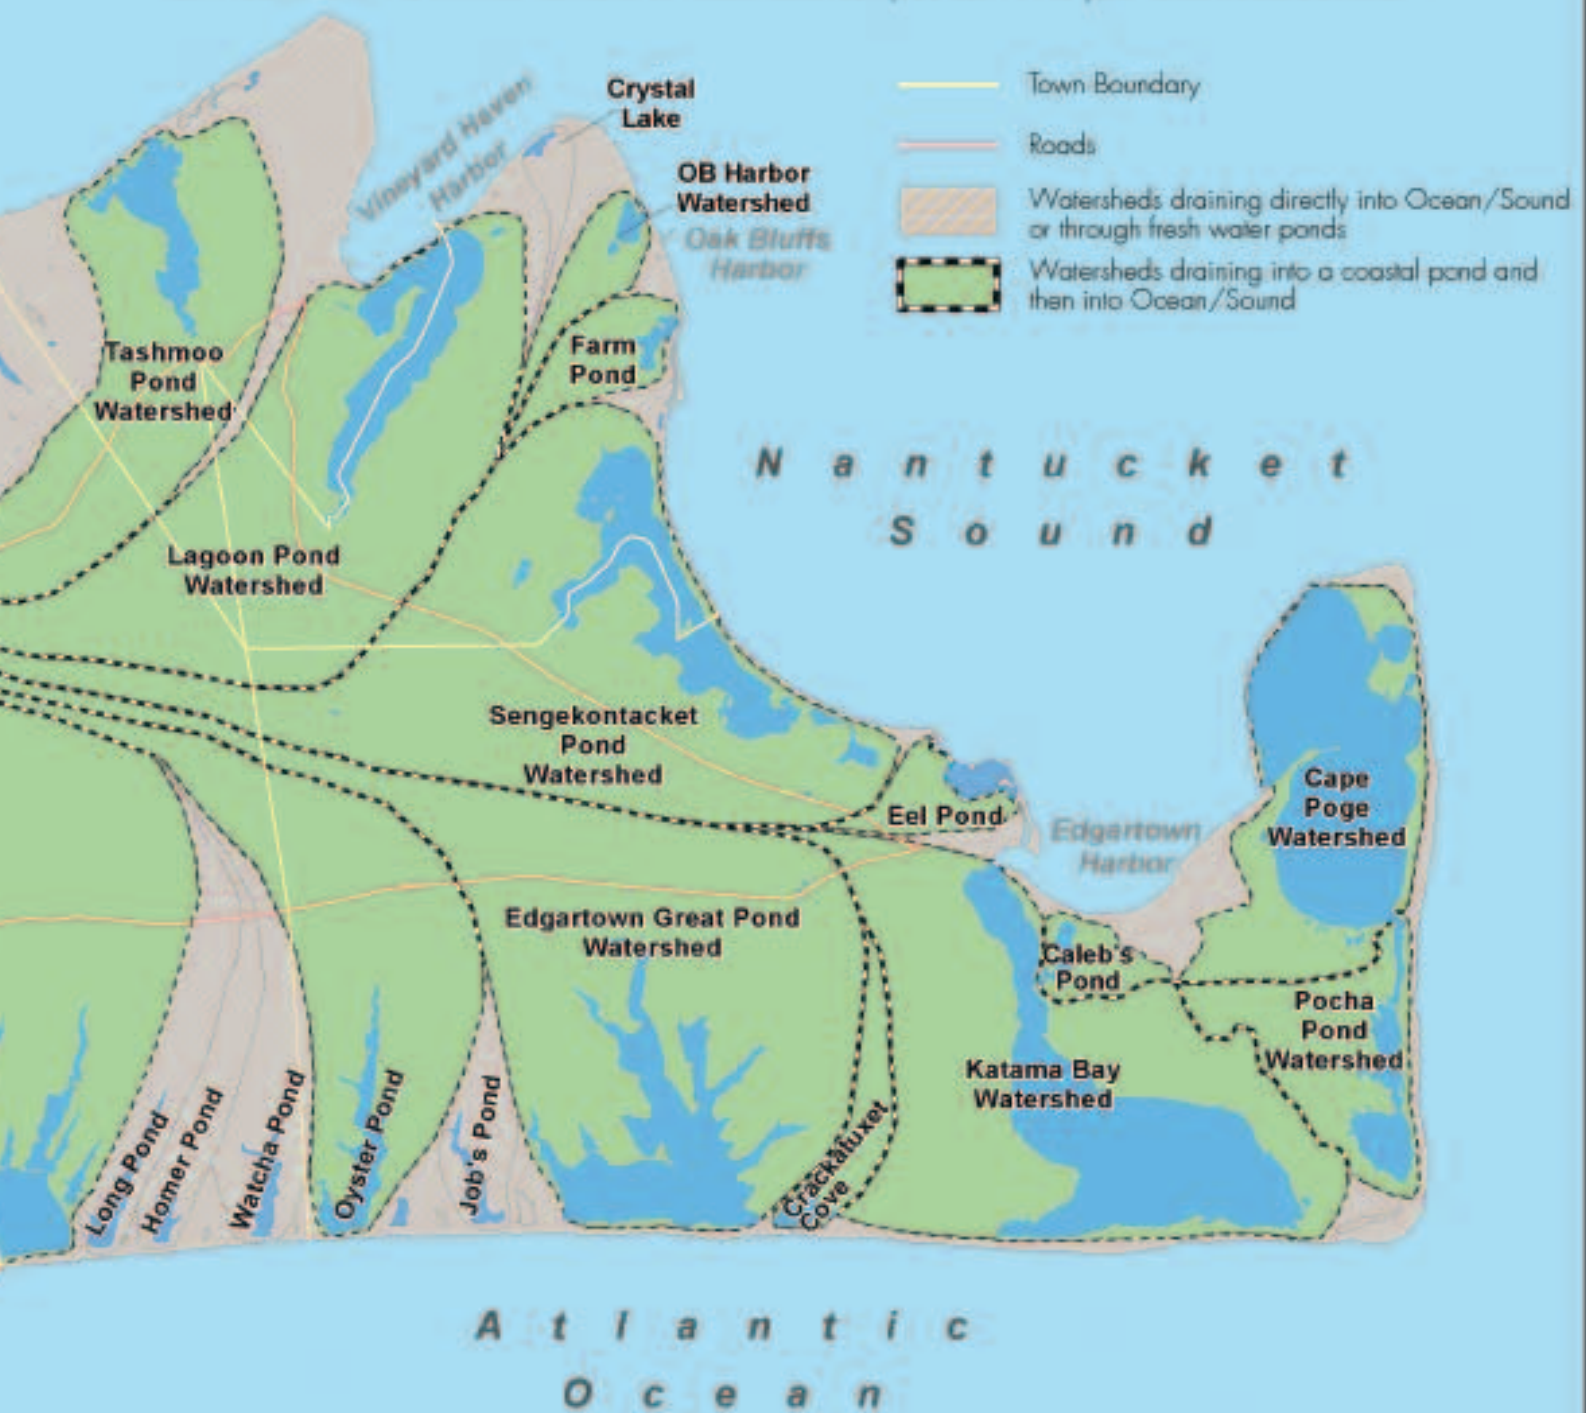 Crystal
Lake
Vineyard Haven
Harbor
OB Harbor
Watershed
Oak Bluffs
Harbor
Town Boundary
Roads
Watersheds draining directly into Ocean/Sound
or through fresh water ponds
Watersheds draining into a coastal pond and
then into Ocean/Sound
Tashmoo
Pond
Watershed
Farm
Pond
Nantucket
Sound
Lagoon Pond
Watershed
Sengekontacket
Pond
Watershed
Eel Pond
Edgartown
Harbor
Cape
Poge
Watershed
Edgartown Great Pond
Watershed
Caleb's
Pond
Pocha
Pond
Watershed
Katama Bay
Watershed
Long Pond
Homer Pond
Watcha Pond
Oyster Pond
Job's Pond
Crackatuxet
Cove
Atlantic
Ocean